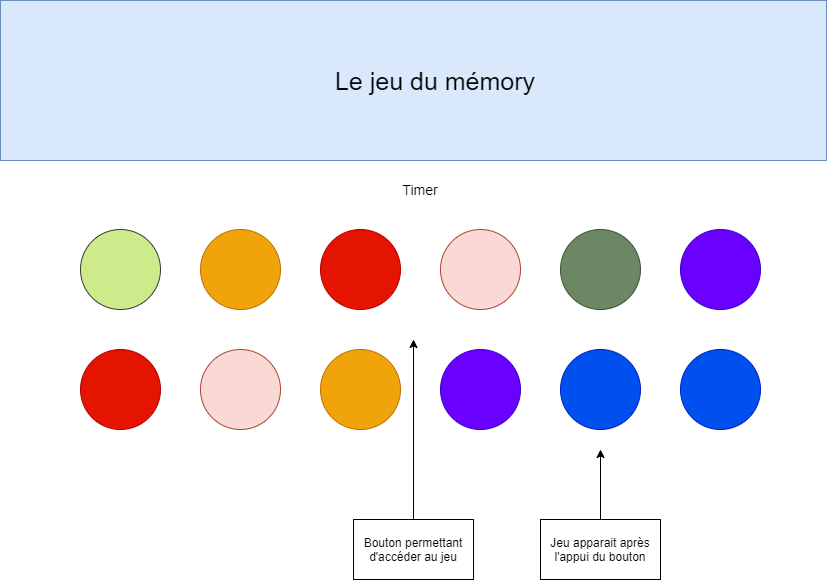 Le jeu du mémory
Timer
Bouton permettant
d'accéder au jeu
Jeu apparait après
l'appui du bouton